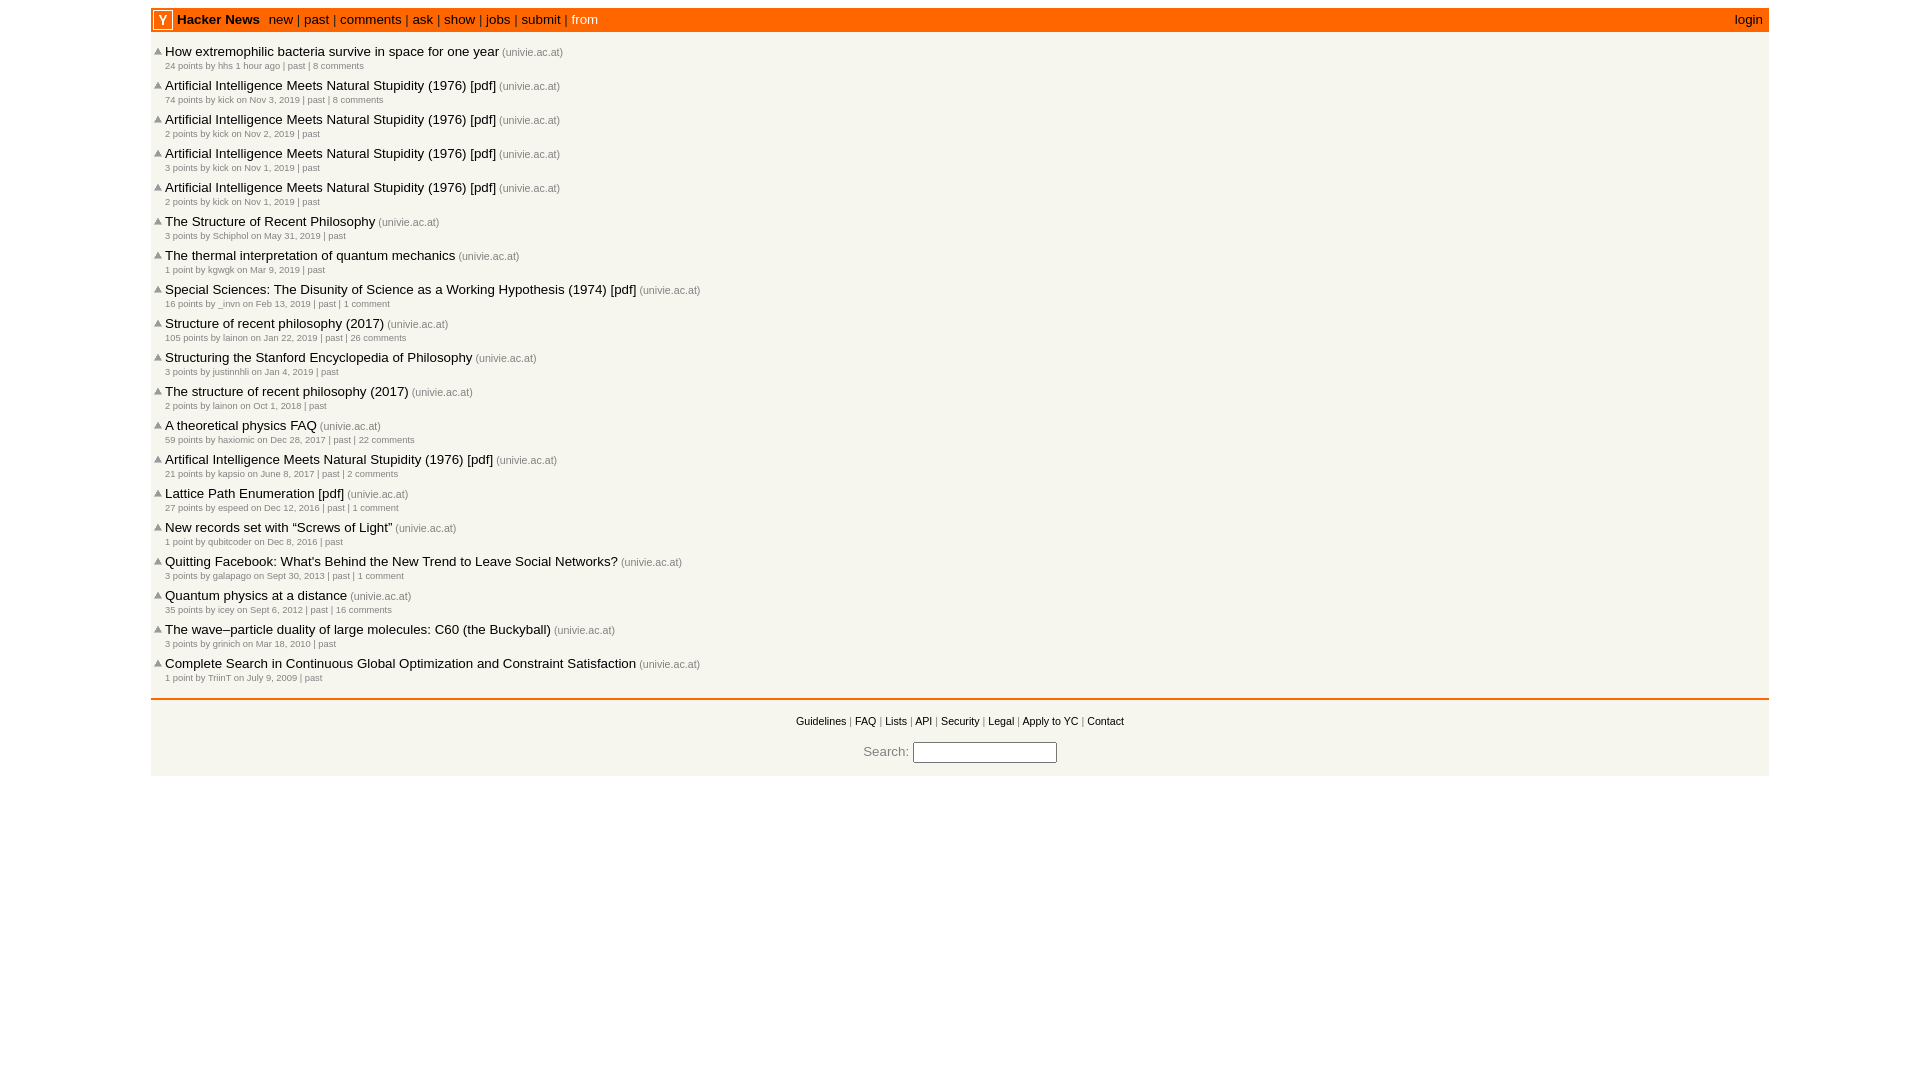 Y Hacker News new | past | comments | ask | show | jobs | submit | from login
How extremophilic bacteria survive in space for one year (univie.ac.at)
24 points by hhs 1 hour ago | past | 8 comments
Artificial Intelligence Meets Natural Stupidity (1976) [pdf] (univie.ac.at)
74 points by kick on Nov 3, 2019 | past | 8 comments
Artificial Intelligence Meets Natural Stupidity (1976) [pdf] (univie.ac.at)
2 points by kick on Nov 2, 2019 | past
Artificial Intelligence Meets Natural Stupidity (1976) [pdf] (univie.ac.at)
3 points by kick on Nov 1, 2019 | past
Artificial Intelligence Meets Natural Stupidity (1976) [pdf] (univie.ac.at)
2 points by kick on Nov 1, 2019 | past
The Structure of Recent Philosophy (univie.ac.at)
3 points by Schiphol on May 31, 2019 | past
The thermal interpretation of quantum mechanics (univie.ac.at)
1 point by kgwgk on Mar 9, 2019 | past
Special Sciences: The Disunity of Science as a Working Hypothesis (1974) [pdf] (univie.ac.at)
16 points by _invn on Feb 13, 2019 | past | 1 comment
Structure of recent philosophy (2017) (univie.ac.at)
105 points by lainon on Jan 22, 2019 | past | 26 comments
Structuring the Stanford Encyclopedia of Philosophy (univie.ac.at)
3 points by justinnhli on Jan 4, 2019 | past
The structure of recent philosophy (2017) (univie.ac.at)
2 points by lainon on Oct 1, 2018 | past
A theoretical physics FAQ (univie.ac.at)
59 points by haxiomic on Dec 28, 2017 | past | 22 comments
Artifical Intelligence Meets Natural Stupidity (1976) [pdf] (univie.ac.at)
21 points by kapsio on June 8, 2017 | past | 2 comments
Lattice Path Enumeration [pdf] (univie.ac.at)
27 points by espeed on Dec 12, 2016 | past | 1 comment
New records set with “Screws of Light” (univie.ac.at)
1 point by qubitcoder on Dec 8, 2016 | past
Quitting Facebook: What's Behind the New Trend to Leave Social Networks? (univie.ac.at)
3 points by galapago on Sept 30, 2013 | past | 1 comment
Quantum physics at a distance (univie.ac.at)
35 points by icey on Sept 6, 2012 | past | 16 comments
The wave–particle duality of large molecules: C60 (the Buckyball) (univie.ac.at)
3 points by grinich on Mar 18, 2010 | past
Complete Search in Continuous Global Optimization and Constraint Satisfaction (univie.ac.at)
1 point by TriinT on July 9, 2009 | past
Guidelines | FAQ | Lists | API | Security | Legal | Apply to YC | Contact
Search: